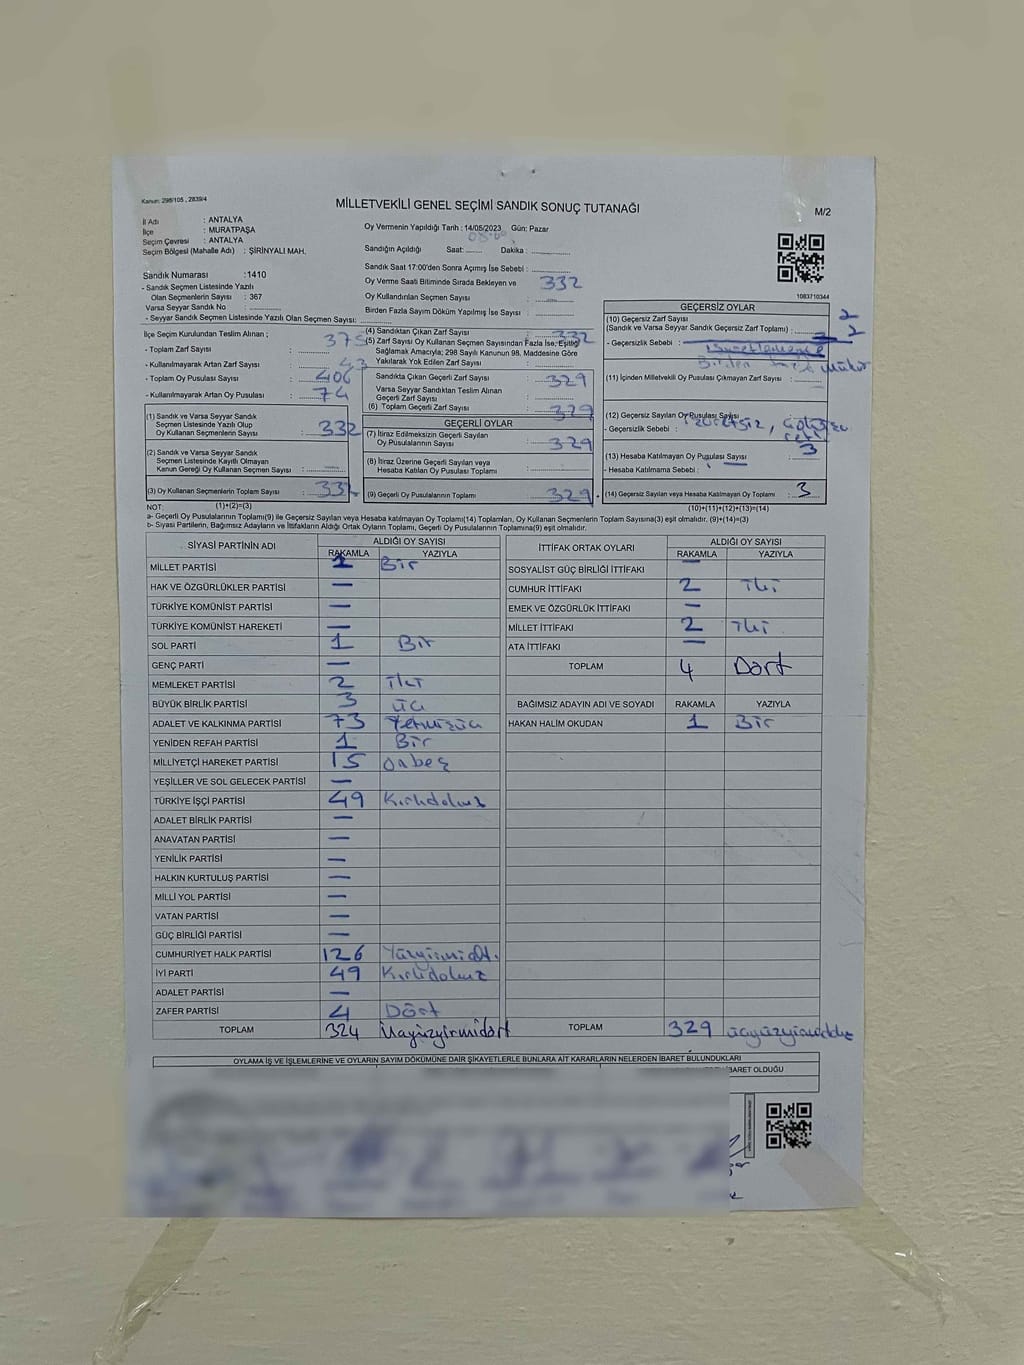 Kanun: 298/105 , 2839/4
MİLLETVEKİLİ GENEL SEÇİMİ SANDIK SONUÇ TUTANAĞI
M/2
İl Adı : ANTALYA
İlçe : MURATPAŞA
Seçim Çevresi : ANTALYA
Seçim Bölgesi (Mahalle Adı) : ŞİRİNYALI MAH.
Sandık Numarası :1410
- Sandık Seçmen Listesinde Yazılı
Olan Seçmenlerin Sayısı : 367
Varsa Seyyar Sandık No :
- Seyyar Sandık Seçmen Listesinde Yazılı Olan Seçmen Sayısı:
Oy Vermenin Yapıldığı Tarih : 14/05/2023 Gün: Pazar
08:00
Sandığın Açıldığı Saat: Dakika :
Sandık Saat 17:00'den Sonra Açımış İse Sebebi :
Oy Verme Saati Bitiminde Sırada Bekleyen ve 332
Oy Kullandırılan Seçmen Sayısı :
Birden Fazla Sayım Döküm Yapılmış İse Sayısı :
1083710344
İlçe Seçim Kurulundan Teslim Alınan ;
- Toplam Zarf Sayısı : 375
- Kullanılmayarak Artan Zarf Sayısı : 43
- Toplam Oy Pusulası Sayısı : 406
- Kullanılmayarak Artan Oy Pusulası : 74
(1) Sandık ve Varsa Seyyar Sandık
Seçmen Listesinde Yazılı Olup
Oy Kullanan Seçmenlerin Sayısı : 332
(2) Sandık ve Varsa Seyyar Sandık
Seçmen Listesinde Kayıtlı Olmayan
Kanun Gereği Oy Kullanan Seçmen Sayısı :
(3) Oy Kullanan Seçmenlerin Toplam Sayısı : 332
(4) Sandıktan Çıkan Zarf Sayısı : 332
(5) Zarf Sayısı Oy Kullanan Seçmen Sayısından Fazla İse, Eşitliği
Sağlamak Amacıyla; 298 Sayılı Kanunun 98. Maddesine Göre
Yakılarak Yok Edilen Zarf Sayısı :
Sandıkta Çıkan Geçerli Zarf Sayısı : 329
Varsa Seyyar Sandıktan Teslim Alınan
Geçerli Zarf Sayısı :
(6) Toplam Geçerli Zarf Sayısı : 329
GEÇERLİ OYLAR
(7) İtiraz Edilmeksizin Geçerli Sayılan
Oy Pusulalarının Sayısı : 329
(8) İtiraz Üzerine Geçerli Sayılan veya
Hesaba Katılan Oy Pusulası Toplamı :
(9) Geçerli Oy Pusulalarının Toplamı : 329
GEÇERSİZ OYLAR
(10) Geçersiz Zarf Sayısı 2
(Sandık ve Varsa Seyyar Sandık Geçersiz Zarf Toplamı) : 2
- Geçersizlik Sebebi :
Birden fazla mühür
(11) İçinden Milletvekili Oy Pusulası Çıkmayan Zarf Sayısı :
(12) Geçersiz Sayılan Oy Pusulası Sayısı :
- Geçersizlik Sebebi :
3
(13) Hesaba Katılmayan Oy Pusulası Sayısı : —
- Hesaba Katılmama Sebebi :
(14) Geçersiz Sayılan veya Hesaba Katılmayan Oy Toplamı : 3
NOT: (1)+(2)=(3) (10)+(11)+(12)+(13)=(14)
a- Geçerli Oy Pusulalarının Toplamı(9) ile Geçersiz Sayılan veya Hesaba katılmayan Oy Toplamı(14) Toplamları, Oy Kullanan Seçmenlerin Toplam Sayısına(3) eşit olmalıdır. (9)+(14)=(3)
b- Siyasi Partilerin, Bağımsız Adayların ve İttifakların Aldığı Ortak Oyların Toplamı, Geçerli Oy Pusulalarının Toplamına(9) eşit olmalıdır.
SİYASİ PARTİNİN ADI ALDIĞI OY SAYISI
RAKAMLA YAZIYLA
MİLLET PARTİSİ 1 Bir
HAK VE ÖZGÜRLÜKLER PARTİSİ —
TÜRKİYE KOMÜNİST PARTİSİ —
TÜRKİYE KOMÜNİST HAREKETİ —
SOL PARTİ 1 Bir
GENÇ PARTİ —
MEMLEKET PARTİSİ 2 iki
BÜYÜK BİRLİK PARTİSİ 3 üç
ADALET VE KALKINMA PARTİSİ 73 Yetmişüç
YENİDEN REFAH PARTİSİ 1 Bir
MİLLİYETÇİ HAREKET PARTİSİ 15 onbeş
YEŞİLLER VE SOL GELECEK PARTİSİ —
TÜRKİYE İŞÇİ PARTİSİ 49 Kırkdokuz
ADALET BİRLİK PARTİSİ —
ANAVATAN PARTİSİ —
YENİLİK PARTİSİ —
HALKIN KURTULUŞ PARTİSİ —
MİLLİ YOL PARTİSİ —
VATAN PARTİSİ —
GÜÇ BİRLİĞİ PARTİSİ —
CUMHURİYET HALK PARTİSİ 126 Yüzyirmialtı
İYİ PARTİ 49 Kırkdokuz
ADALET PARTİSİ —
ZAFER PARTİSİ 4 Dört
TOPLAM 324 üçyüzyirmidört
İTTİFAK ORTAK OYLARI ALDIĞI OY SAYISI
RAKAMLA YAZIYLA
SOSYALİST GÜÇ BİRLİĞİ İTTİFAKI —
CUMHUR İTTİFAKI 2 iki
EMEK VE ÖZGÜRLÜK İTTİFAKI —
MİLLET İTTİFAKI 2 iki
ATA İTTİFAKI —
TOPLAM 4 Dört
BAĞIMSIZ ADAYIN ADI VE SOYADI RAKAMLA YAZIYLA
HAKAN HALİM OKUDAN 1 Bir
TOPLAM 329 üçyüzyirmidokuz
OYLAMA İŞ VE İŞLEMLERİNE VE OYLARIN SAYIM DÖKÜMÜNE DAİR ŞİKAYETLERLE BUNLARA AİT KARARLARIN NELERDEN İBARET BULUNDUKLARI
İBARET OLDUĞU